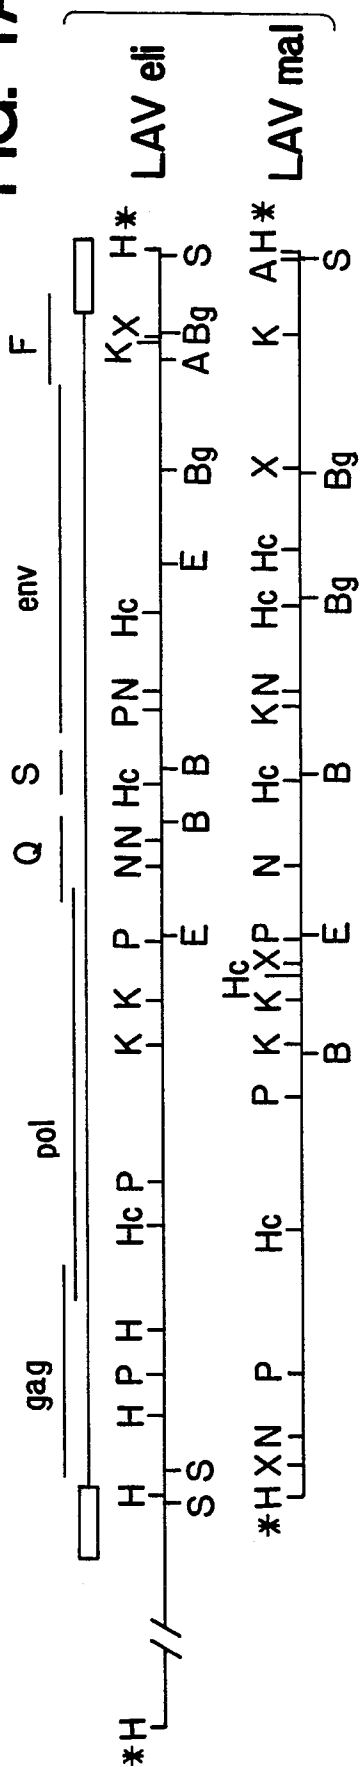 FIG. 1A
gag pol Q S env F
*H H H P H Hc P K K P N N Hc P N Hc K X H* LAV eli
S S E B B E Bg A Bg S
*H X N P Hc P K K Hc X P N Hc K N Hc Hc X K A H* LAV mal
B E B Bg Bg S